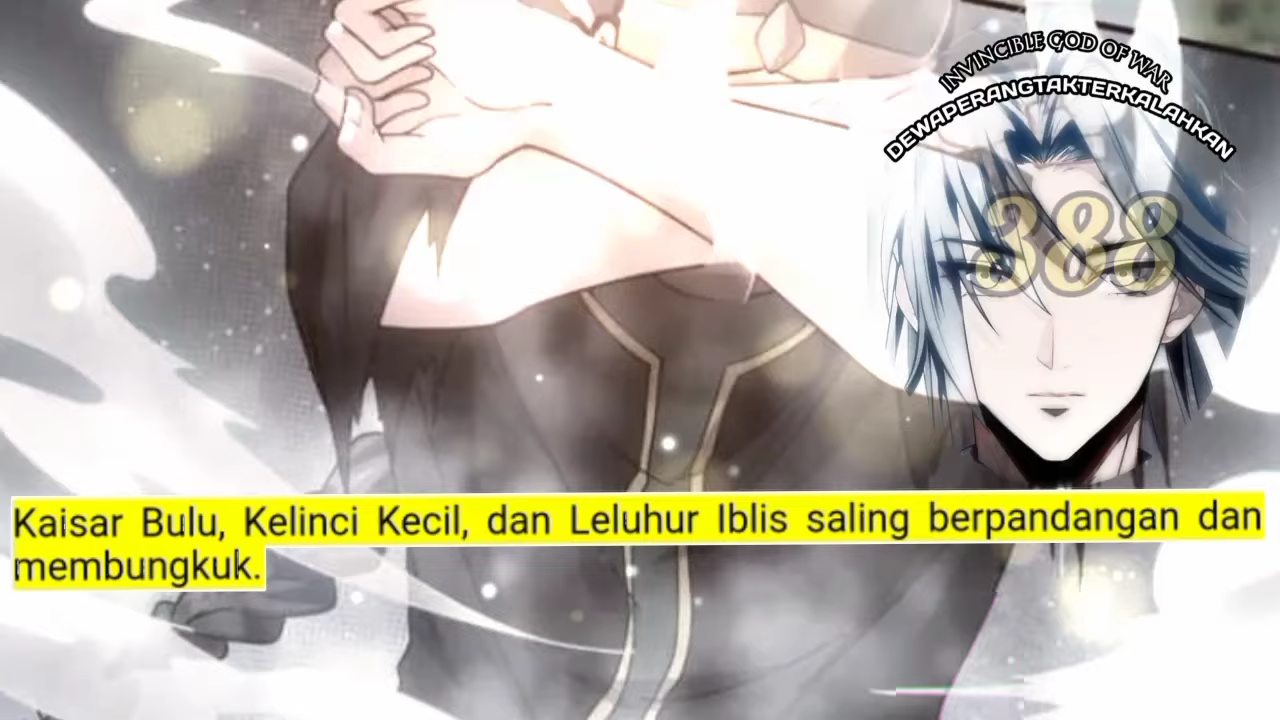 INVINCIBLE GOD OF WAR
DEWAPERANGTAKTERKALAHKAN
388
Kaisar Bulu, Kelinci Kecil, dan Leluhur Iblis saling berpandangan dan
membungkuk.